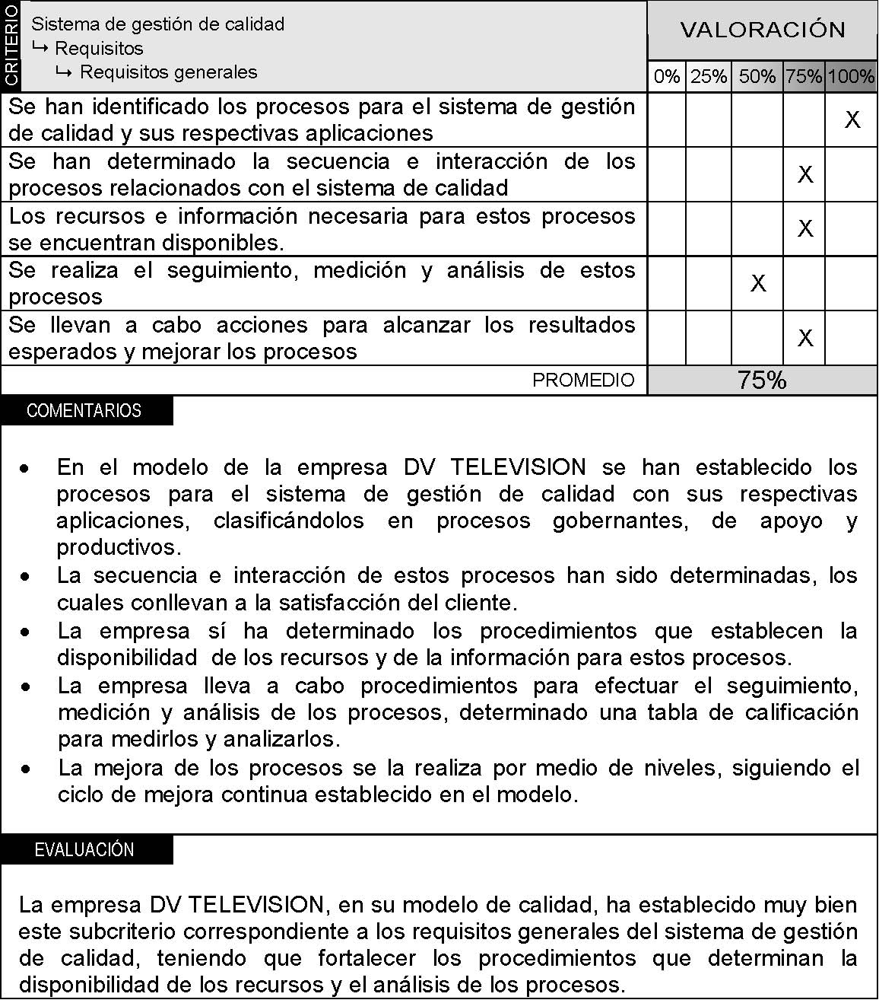 CRITERIO
Sistema de gestión de calidad
↳ Requisitos
↳ Requisitos generales
VALORACIÓN
0% 25% 50% 75% 100%
Se han identificado los procesos para el sistema de gestión
de calidad y sus respectivas aplicaciones
X
Se han determinado la secuencia e interacción de los
procesos relacionados con el sistema de calidad
X
Los recursos e información necesaria para estos procesos
se encuentran disponibles.
X
Se realiza el seguimiento, medición y análisis de estos
procesos
X
Se llevan a cabo acciones para alcanzar los resultados
esperados y mejorar los procesos
X
PROMEDIO 75%
COMENTARIOS
• En el modelo de la empresa DV TELEVISION se han establecido los
procesos para el sistema de gestión de calidad con sus respectivas
aplicaciones, clasificándolos en procesos gobernantes, de apoyo y
productivos.
• La secuencia e interacción de estos procesos han sido determinadas, los
cuales conllevan a la satisfacción del cliente.
• La empresa sí ha determinado los procedimientos que establecen la
disponibilidad de los recursos y de la información para estos procesos.
• La empresa lleva a cabo procedimientos para efectuar el seguimiento,
medición y análisis de los procesos, determinado una tabla de calificación
para medirlos y analizarlos.
• La mejora de los procesos se la realiza por medio de niveles, siguiendo el
ciclo de mejora continua establecido en el modelo.
EVALUACIÓN
La empresa DV TELEVISION, en su modelo de calidad, ha establecido muy bien
este subcriterio correspondiente a los requisitos generales del sistema de gestión
de calidad, teniendo que fortalecer los procedimientos que determinan la
disponibilidad de los recursos y el análisis de los procesos.